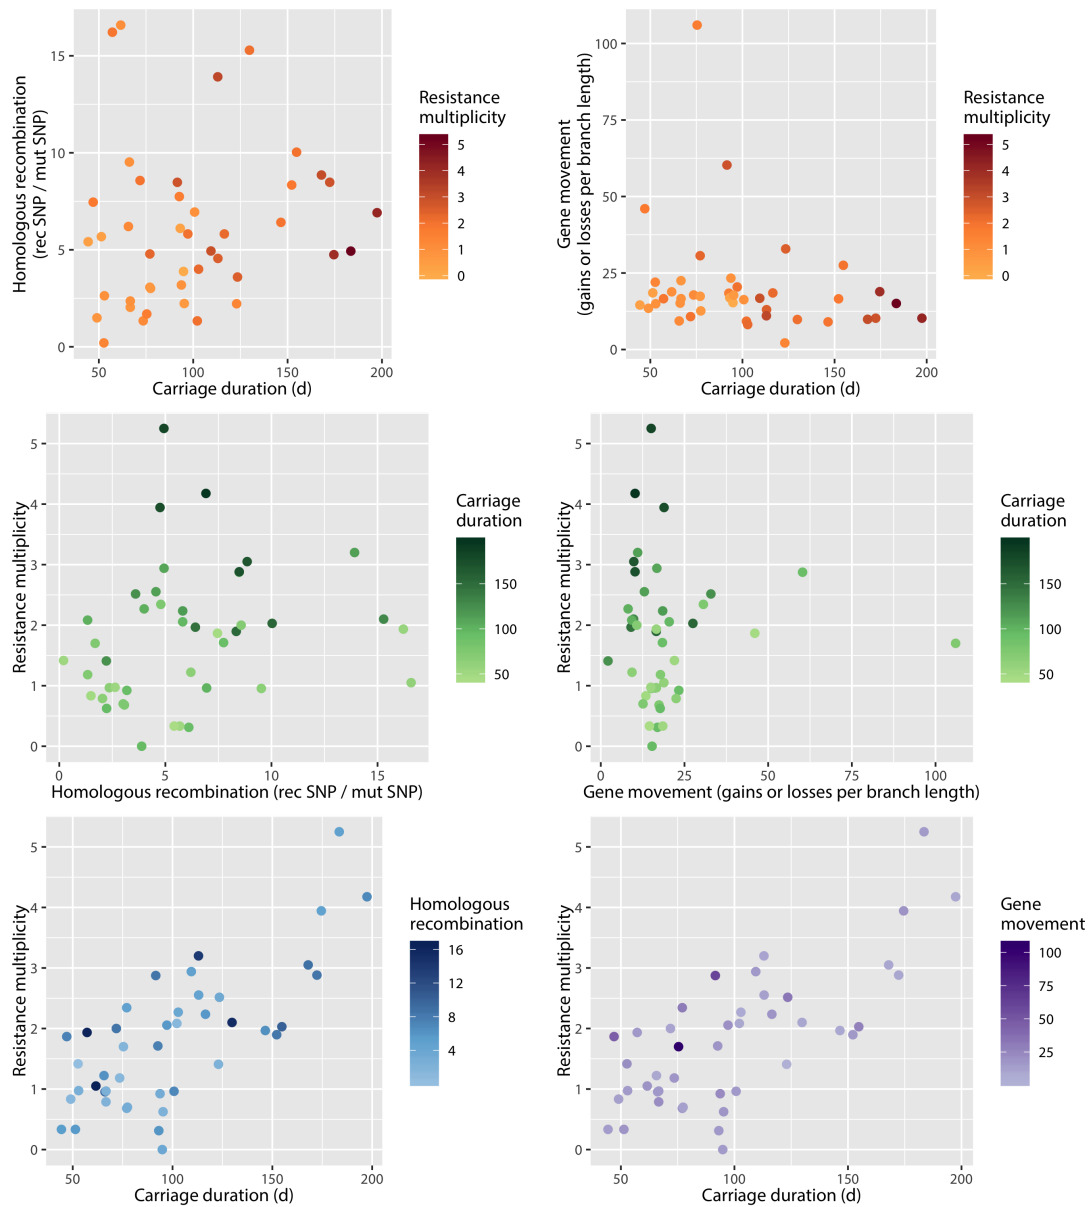 Homologous recombination
(rec SNP / mut SNP)
15
10
5
0
50 100 150 200
Carriage duration (d)
Resistance
multiplicity
5
4
3
2
1
0
Gene movement
(gains or losses per branch length)
100
75
50
25
0
50 100 150 200
Carriage duration (d)
Resistance
multiplicity
5
4
3
2
1
0
Resistance multiplicity
5
4
3
2
1
0
0 5 10 15
Homologous recombination (rec SNP / mut SNP)
Carriage
duration
150
100
50
Resistance multiplicity
5
4
3
2
1
0
0 25 50 75 100
Gene movement (gains or losses per branch length)
Carriage
duration
150
100
50
Resistance multiplicity
5
4
3
2
1
0
50 100 150 200
Carriage duration (d)
Homologous
recombination
16
12
8
4
Resistance multiplicity
5
4
3
2
1
0
50 100 150 200
Carriage duration (d)
Gene
movement
100
75
50
25